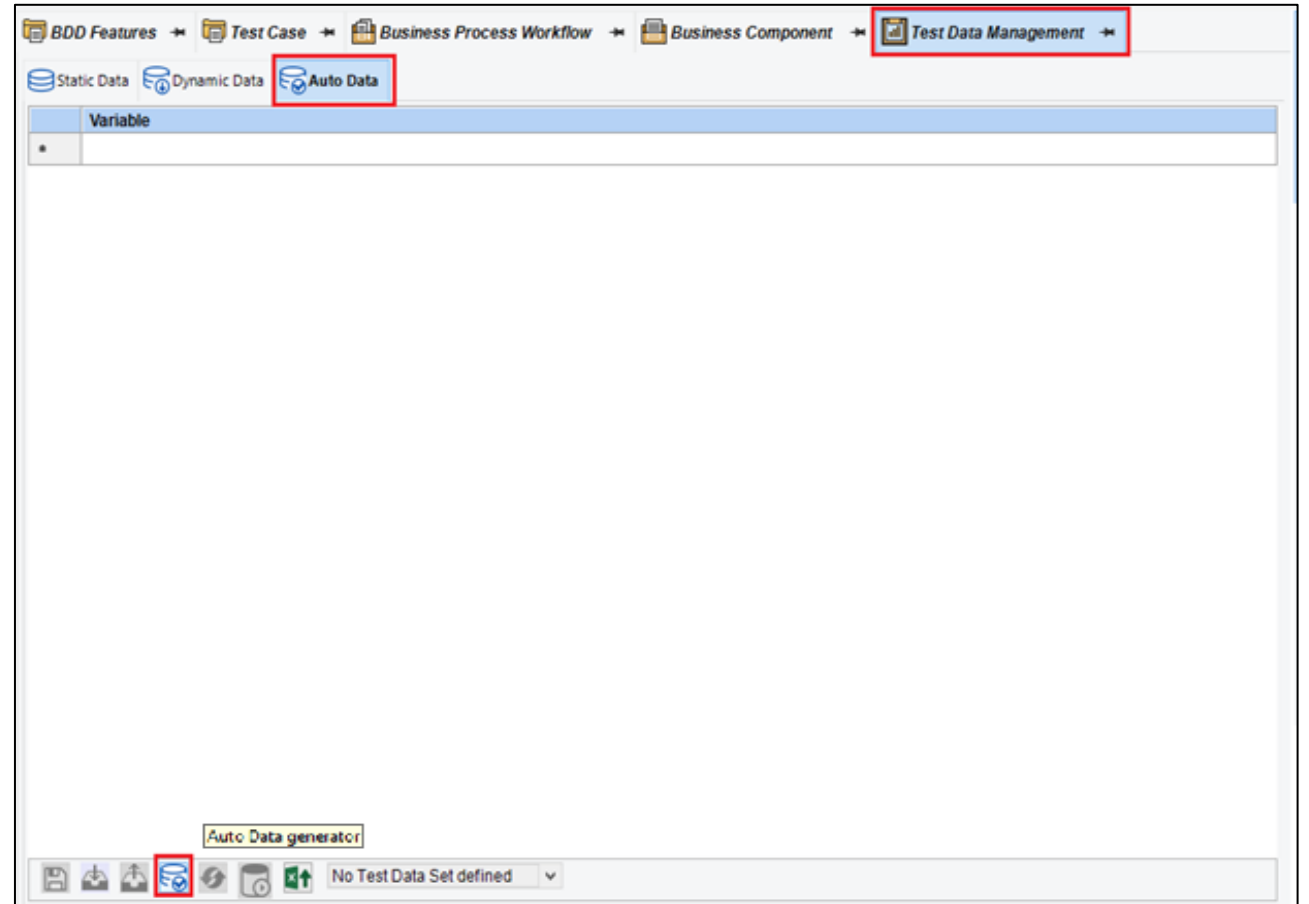 BDD Features Test Case Business Process Workflow Business Component Test Data Management
Static Data Dynamic Data Auto Data
Variable
Auto Data generator
No Test Data Set defined